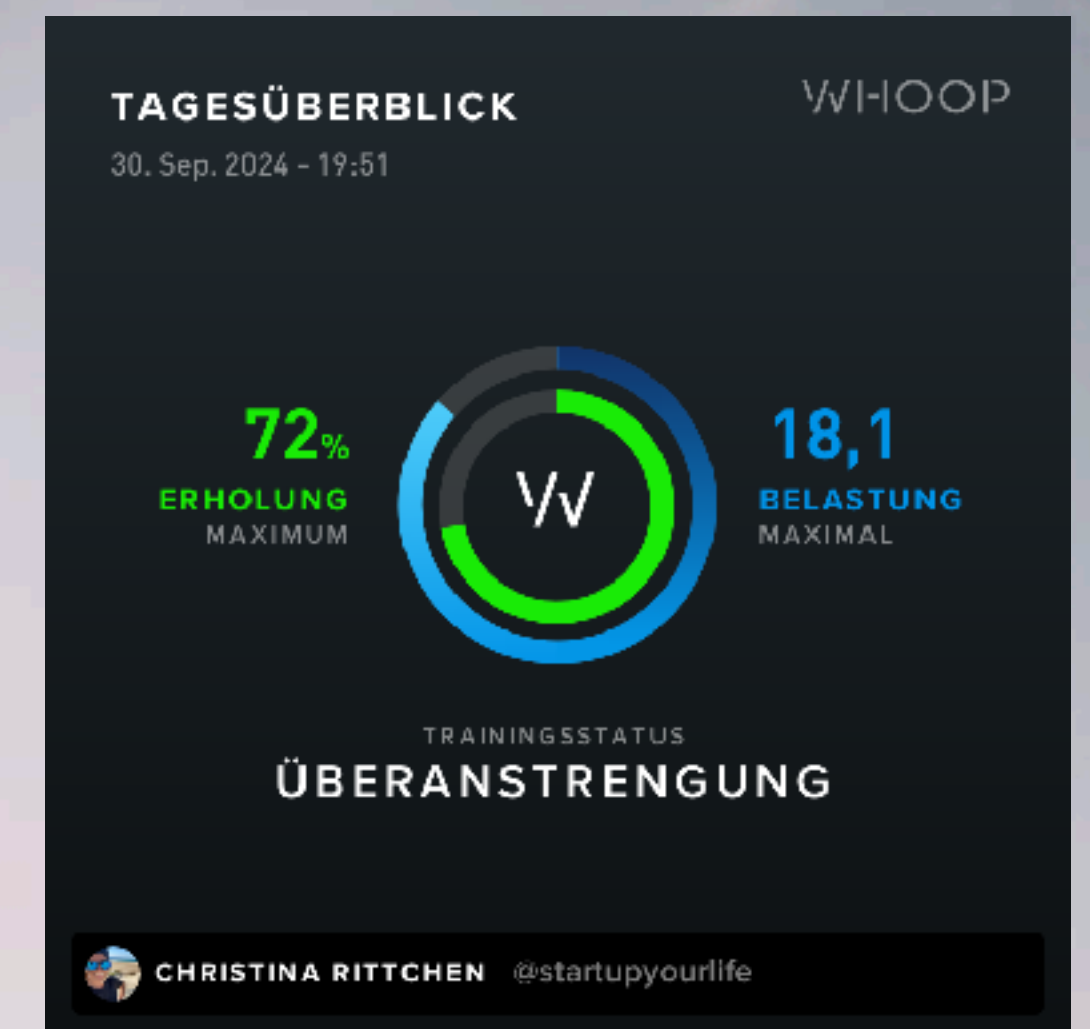 TAGESÜBERBLICK
WHOOP
30. Sep. 2024 - 19:51
72%
ERHOLUNG
MAXIMUM
W
18,1
BELASTUNG
MAXIMAL
TRAININGSSTATUS
ÜBERANSTRENGUNG
CHRISTINA RITTCHEN @startupyourlife